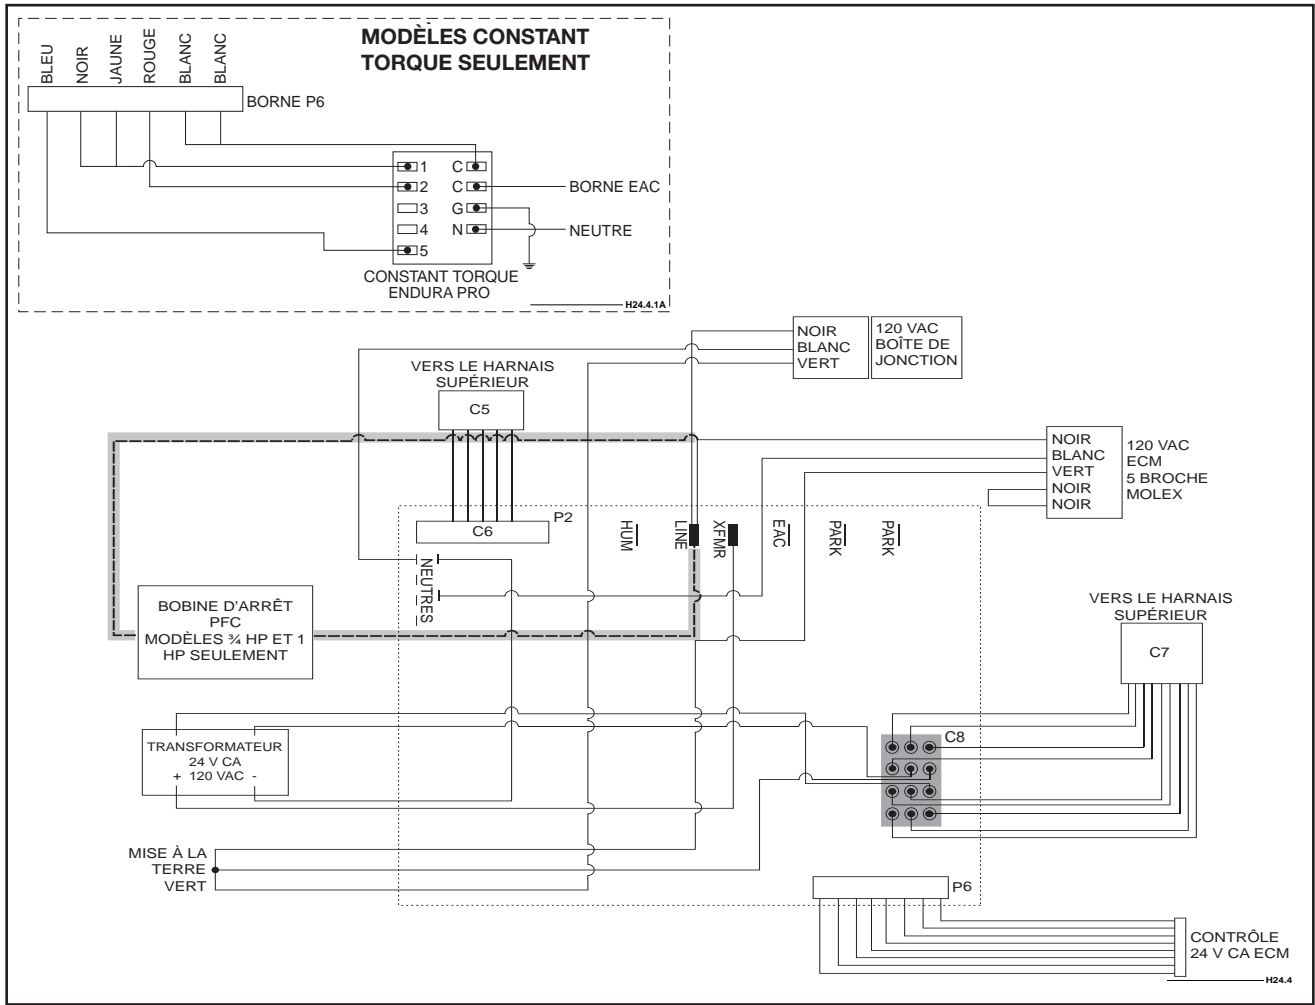 MODÈLES CONSTANT
TORQUE SEULEMENT
BLEU
NOIR
JAUNE
ROUGE
BLANC
BLANC
BORNE P6
1 C
2 C
3 G
4 N
5
BORNE EAC
NEUTRE
CONSTANT TORQUE
ENDURA PRO
H24.4.1A
NOIR
BLANC
VERT
120 VAC
BOÎTE DE
JONCTION
VERS LE HARNAIS
SUPÉRIEUR
C5
NOIR
BLANC
VERT
NOIR
NOIR
120 VAC
ECM
5 BROCHE
MOLEX
P2
C6
HUM
LINE
XFMR
EAC
PARK
PARK
NEUTRES
BOBINE D'ARRÊT
PFC
MODÈLES ¾ HP ET 1
HP SEULEMENT
VERS LE HARNAIS
SUPÉRIEUR
C7
C8
TRANSFORMATEUR
24 V CA
+ 120 VAC -
MISE À LA
TERRE
VERT
P6
CONTRÔLE
24 V CA ECM
H24.4